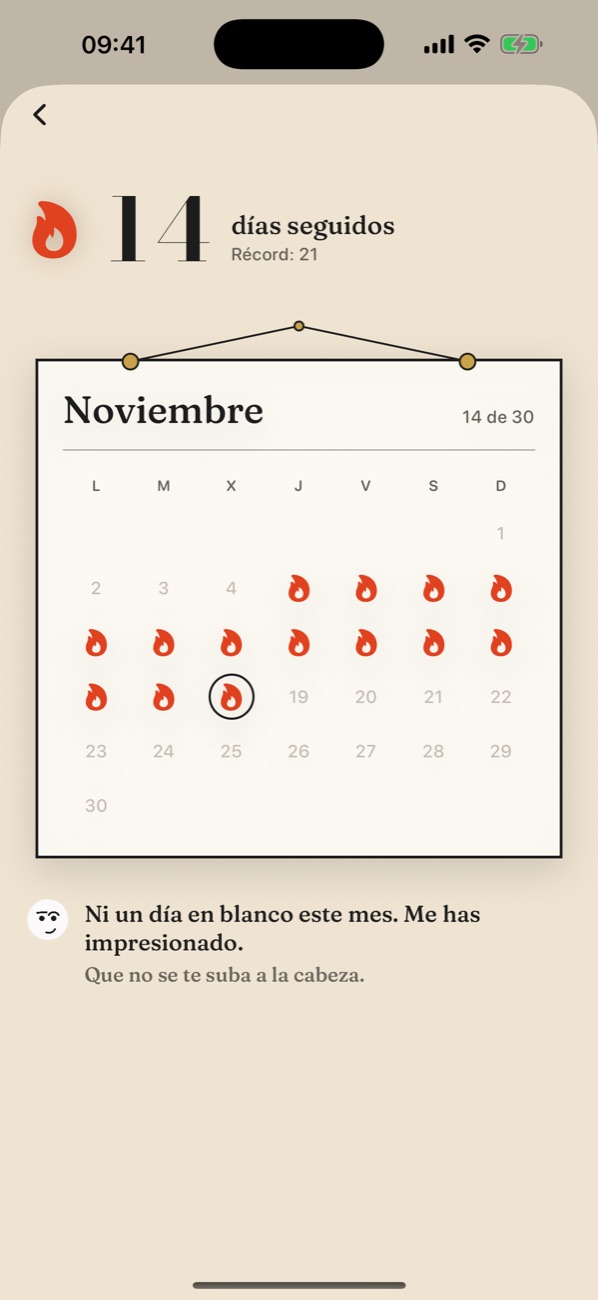 09:41
14
días seguidos
Récord: 21
Noviembre
14 de 30
L M X J V S D
1
2 3 4
19 20 21 22
23 24 25 26 27 28 29
30
Ni un día en blanco este mes. Me has
impresionado.
Que no se te suba a la cabeza.